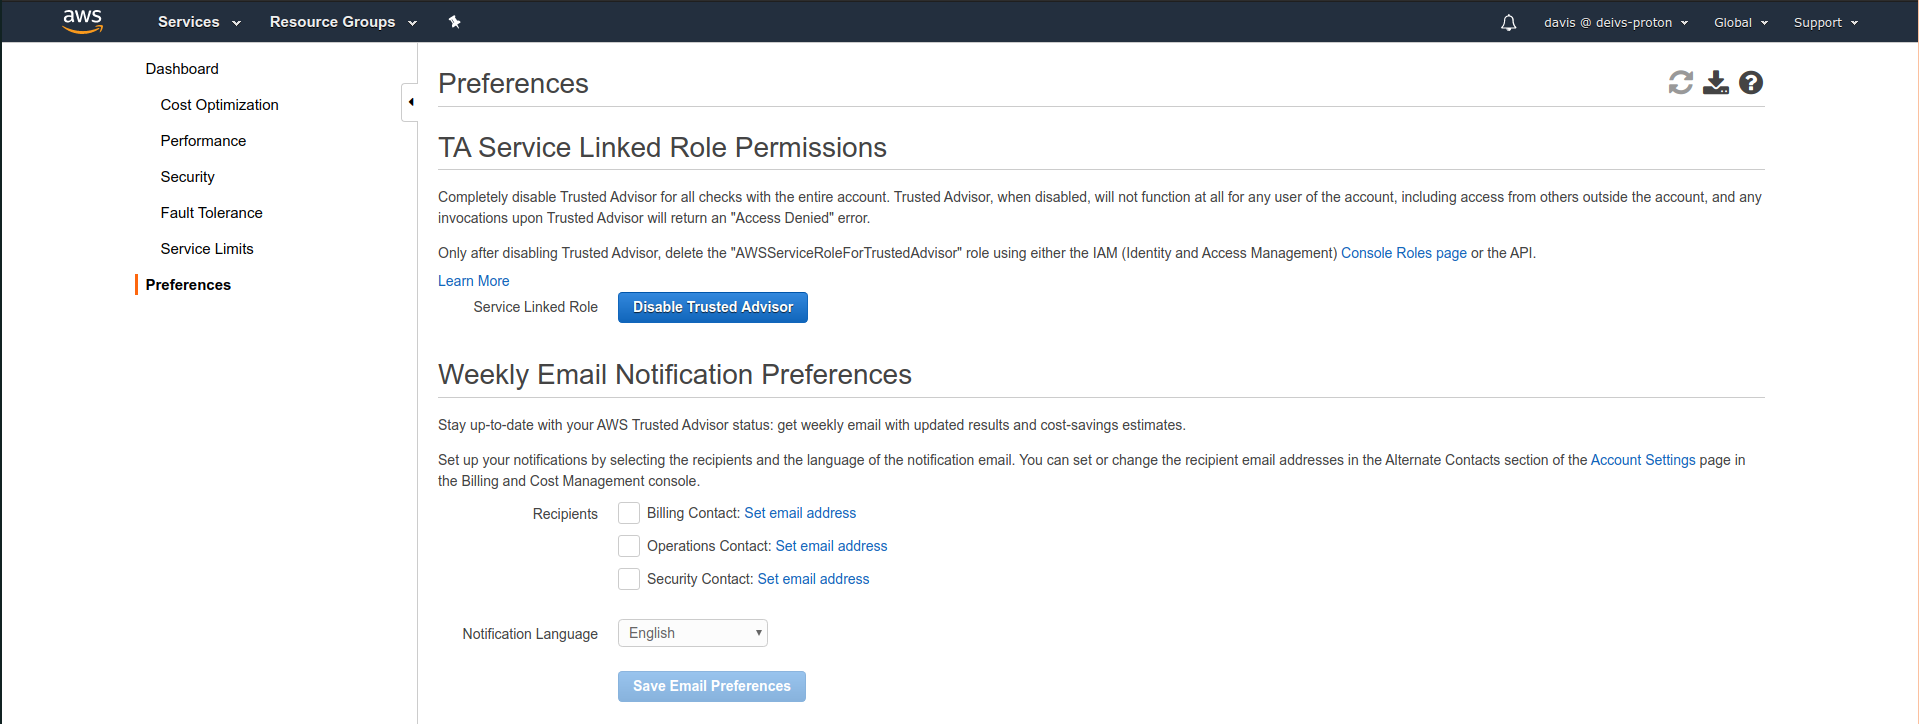 aws Services Resource Groups davis @ deivs-proton Global Support
Dashboard
Cost Optimization
Performance
Security
Fault Tolerance
Service Limits
Preferences
Preferences
TA Service Linked Role Permissions
Completely disable Trusted Advisor for all checks with the entire account. Trusted Advisor, when disabled, will not function at all for any user of the account, including access from others outside the account, and any
invocations upon Trusted Advisor will return an "Access Denied" error.
Only after disabling Trusted Advisor, delete the "AWSServiceRoleForTrustedAdvisor" role using either the IAM (Identity and Access Management) Console Roles page or the API.
Learn More
Service Linked Role Disable Trusted Advisor
Weekly Email Notification Preferences
Stay up-to-date with your AWS Trusted Advisor status: get weekly email with updated results and cost-savings estimates.
Set up your notifications by selecting the recipients and the language of the notification email. You can set or change the recipient email addresses in the Alternate Contacts section of the Account Settings page in
the Billing and Cost Management console.
Recipients Billing Contact: Set email address
Operations Contact: Set email address
Security Contact: Set email address
Notification Language English
Save Email Preferences